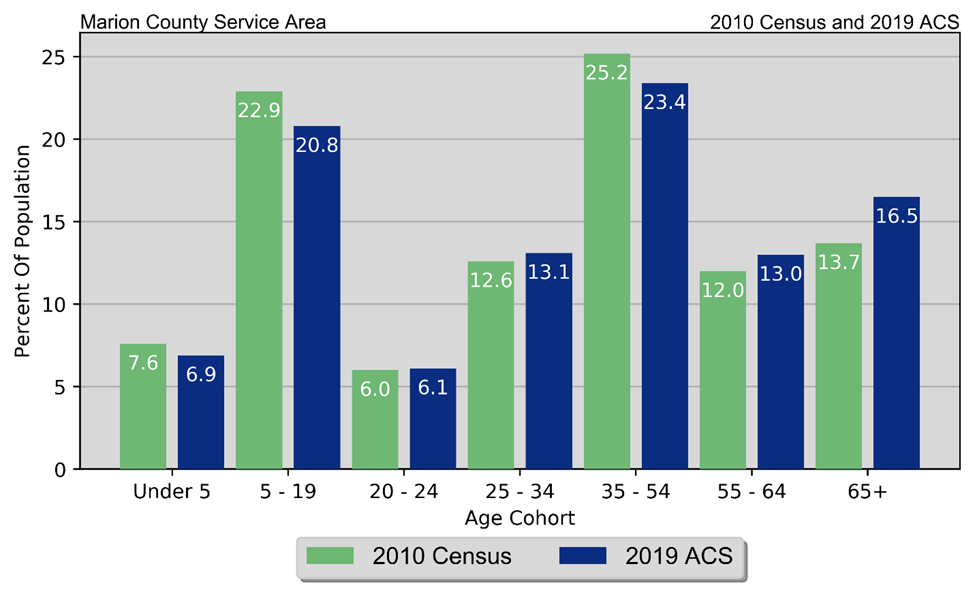 Marion County Service Area 2010 Census and 2019 ACS
Percent Of Population
25
20
15
10
5
0
7.6 6.9 22.9 20.8 6.0 6.1 12.6 13.1 25.2 23.4 12.0 13.0 13.7 16.5
Under 5 5 - 19 20 - 24 25 - 34 35 - 54 55 - 64 65+
Age Cohort
2010 Census 2019 ACS